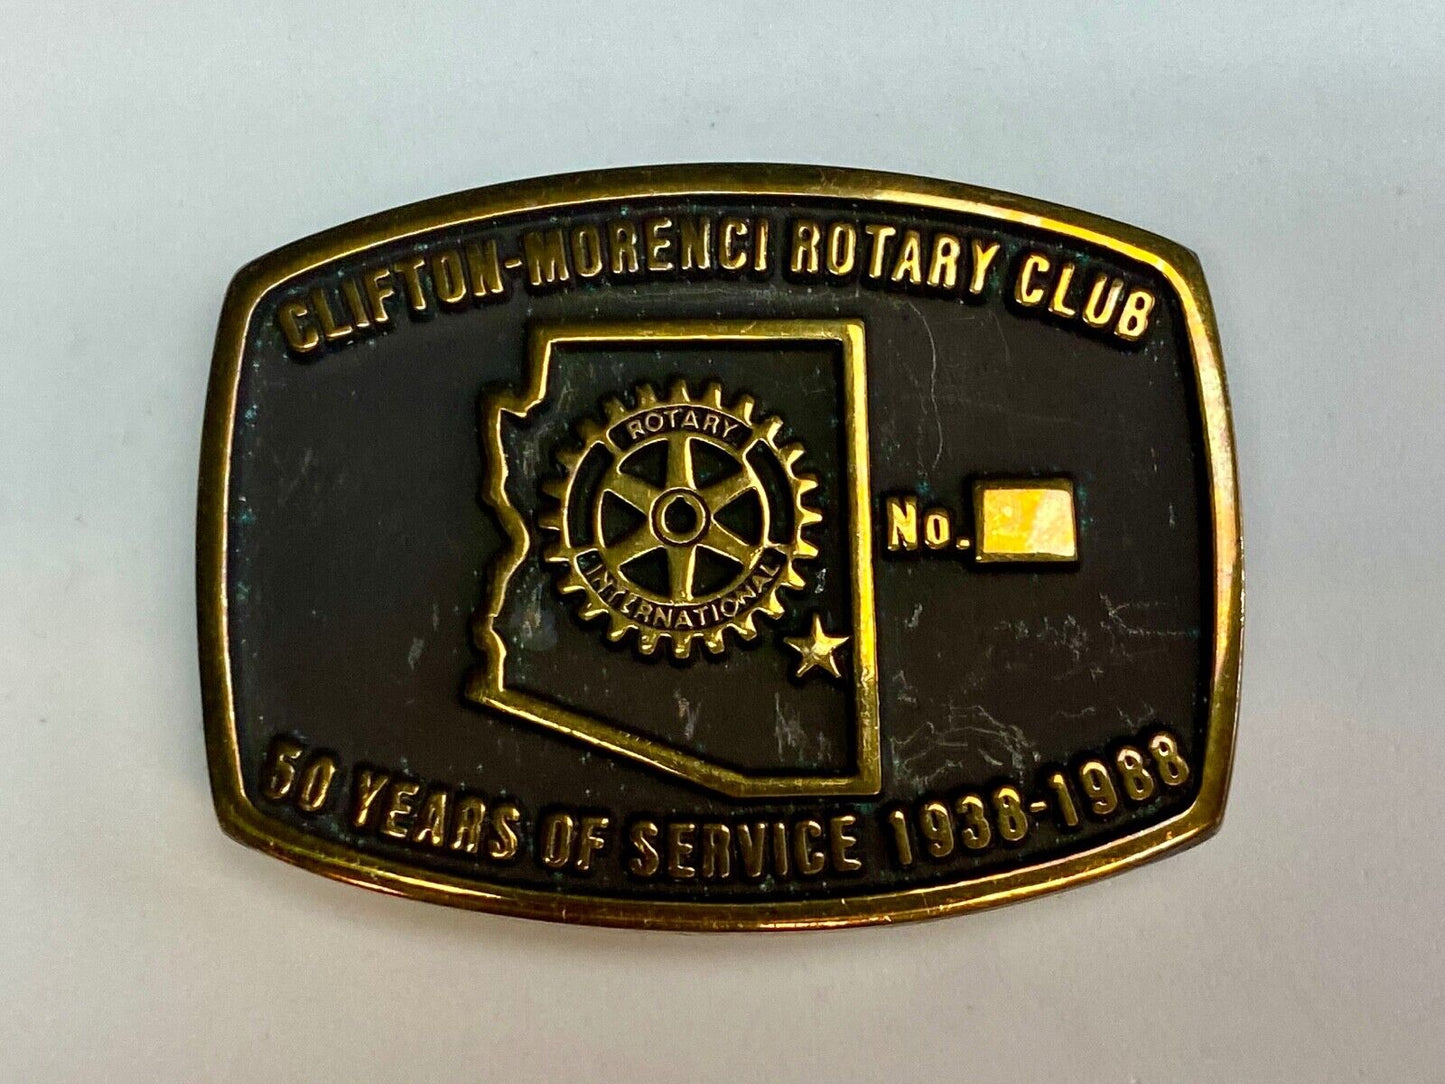 CLIFTON-MORENCI ROTARY CLUB
ROTARY
INTERNATIONAL
No.
50 YEARS OF SERVICE 1938-1988